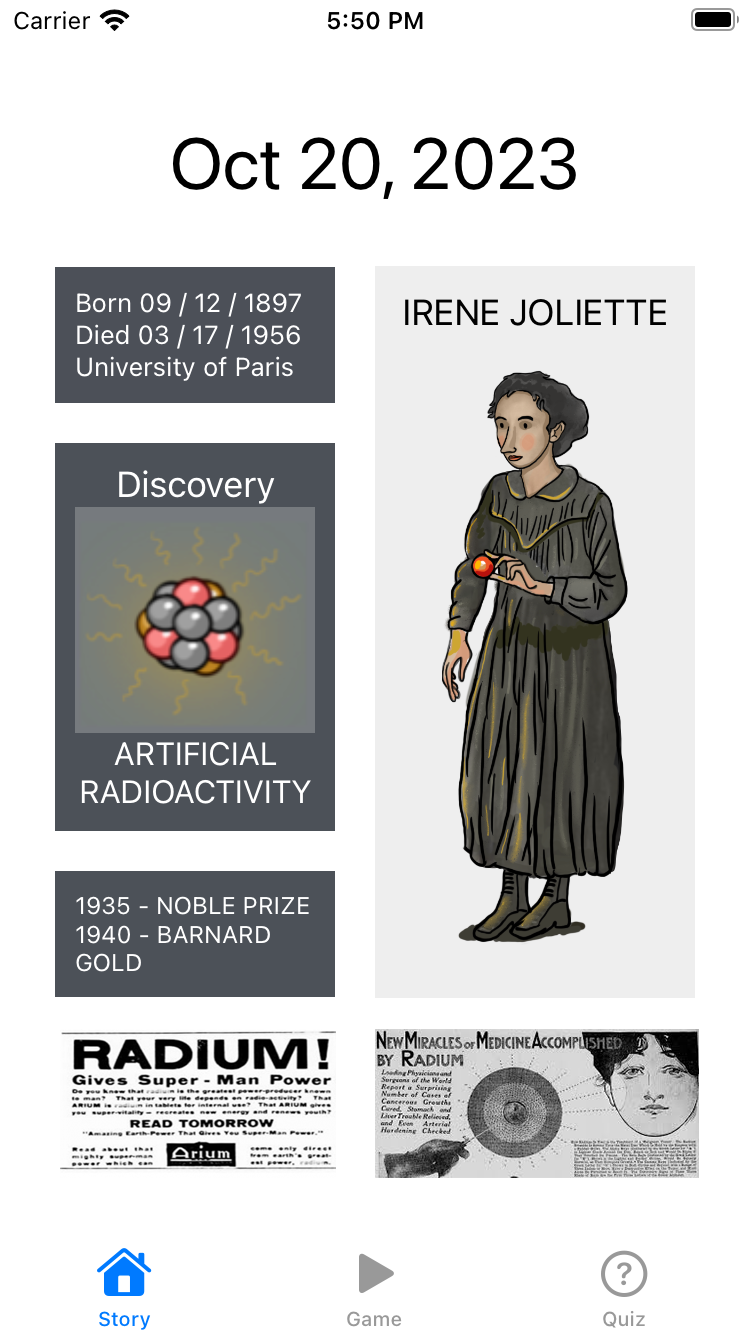 Carrier
5:50 PM
Oct 20, 2023
Born 09 / 12 / 1897
Died 03 / 17 / 1956
University of Paris
IRENE JOLIETTE
Discovery
ARTIFICIAL
RADIOACTIVITY
1935 - NOBLE PRIZE
1940 - BARNARD
GOLD
RADIUM!
Gives Super-Man Power
Do you know that radium is the greatest power-producer known
to man? That your very life depends on radio-activity? That
ARIUM is radium in tablets for internal use? That ARIUM gives
you super-vitality — recreates new energy and renews youth?
READ TOMORROW
"Amazing Earth-Power That Gives You Super-Man Power."
Read about that
mighty super-man
power which can
Arium
come only direct
from earth's great-
est power, radium.
NEW MIRACLES OF MEDICINE ACCOMPLISHED
BY RADIUM
Leading Physicians and
Surgeons of the World
Report a Surprising
Number of Cases of
Cancerous Growths
Cured, Stomach and
Liver Trouble Relieved,
and Even Arterial
Hardening Checked
Story
Game
Quiz